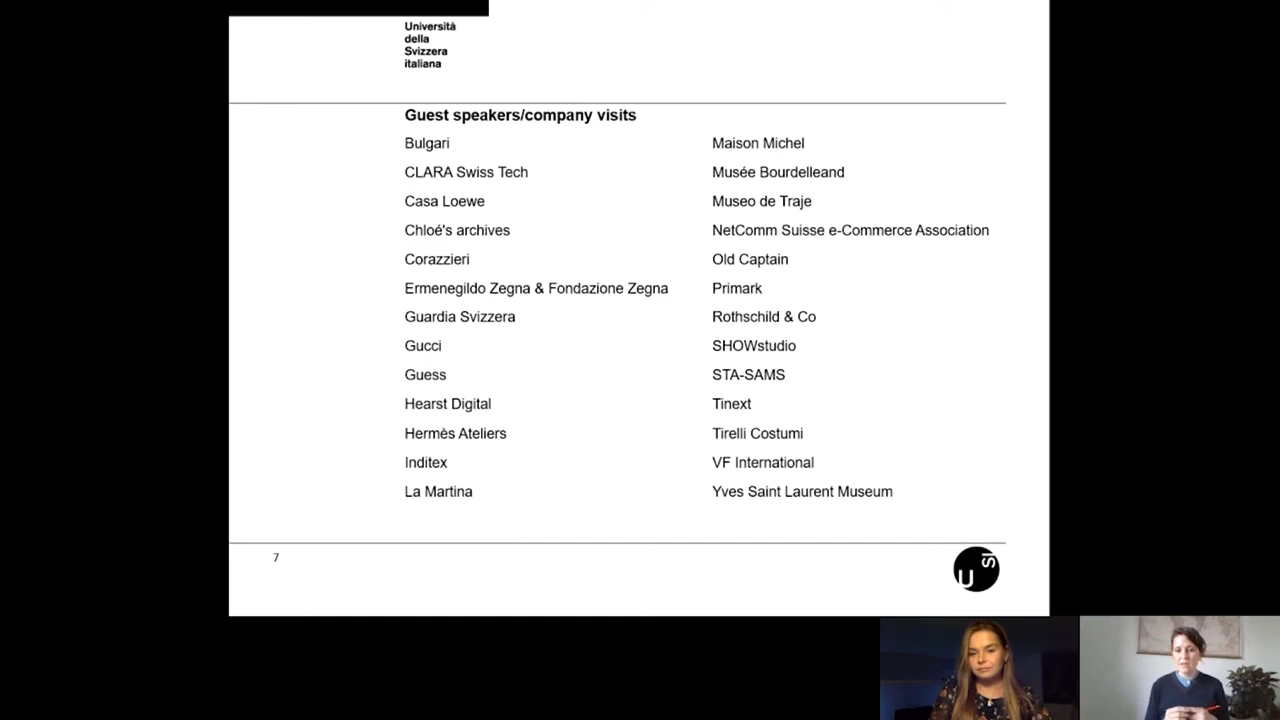 Università
della
Svizzera
italiana
Guest speakers/company visits
Bulgari
CLARA Swiss Tech
Casa Loewe
Chloé's archives
Corazzieri
Ermenegildo Zegna & Fondazione Zegna
Guardia Svizzera
Gucci
Guess
Hearst Digital
Hermès Ateliers
Inditex
La Martina
Maison Michel
Musée Bourdelleand
Museo de Traje
NetComm Suisse e-Commerce Association
Old Captain
Primark
Rothschild & Co
SHOWstudio
STA-SAMS
Tinext
Tirelli Costumi
VF International
Yves Saint Laurent Museum
7
U
SI